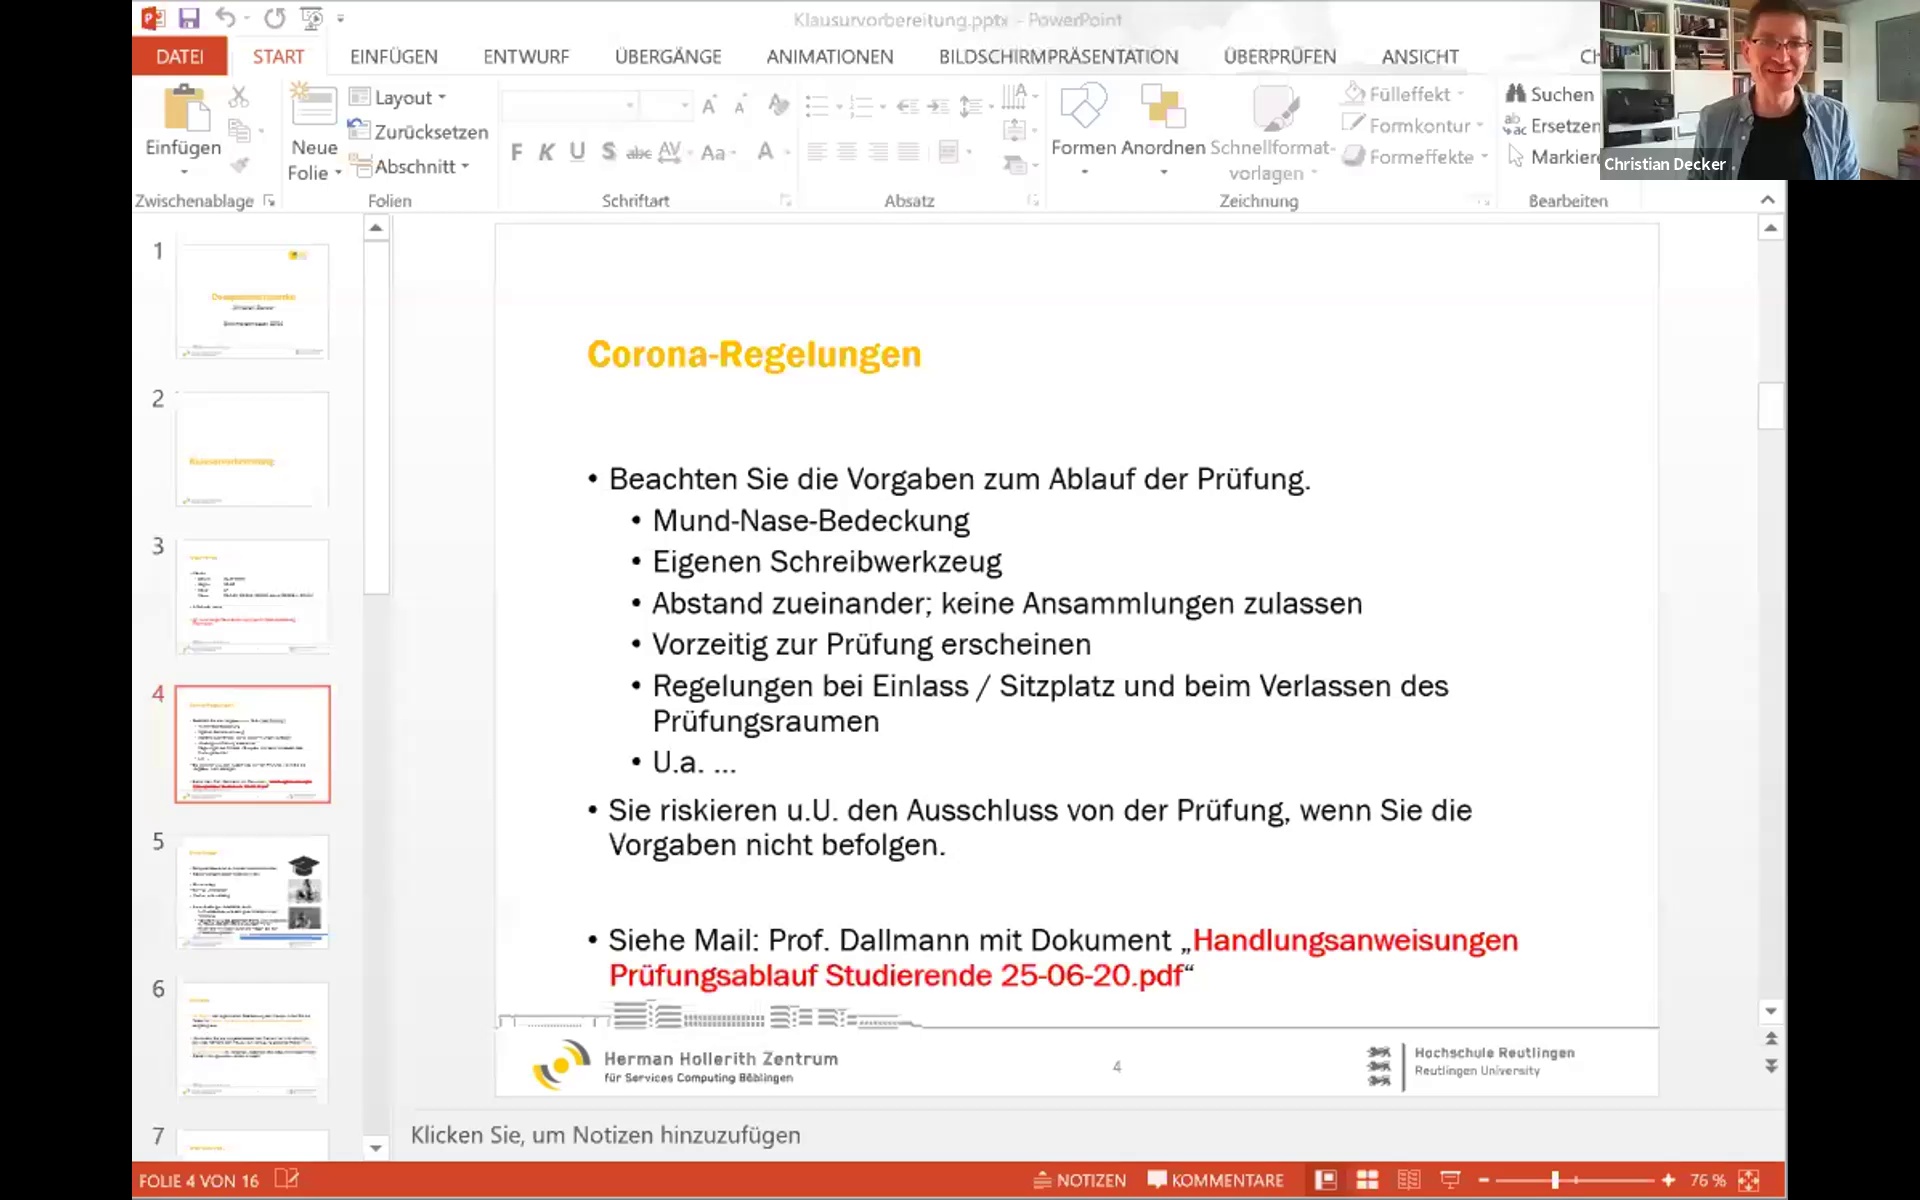 Klausurvorbereitung.pptx - PowerPoint
DATEI START EINFÜGEN ENTWURF ÜBERGÄNGE ANIMATIONEN BILDSCHIRMPRÄSENTATION ÜBERPRÜFEN ANSICHT
Einfügen
Neue
Folie
Layout
Zurücksetzen
Abschnitt
F K U S abc AV Aa A
Formen Anordnen Schnellformat-
vorlagen
Fülleffekt
Formkontur
Formeffekte
Suchen
Ersetzen
Markier
Zwischenablage Folien Schriftart Absatz Zeichnung Bearbeiten
Christian Decker
1
2
3
4
5
6
7
Corona-Regelungen
• Beachten Sie die Vorgaben zum Ablauf der Prüfung.
• Mund-Nase-Bedeckung
• Eigenen Schreibwerkzeug
• Abstand zueinander; keine Ansammlungen zulassen
• Vorzeitig zur Prüfung erscheinen
• Regelungen bei Einlass / Sitzplatz und beim Verlassen des
Prüfungsraumen
• U.a. ...
• Sie riskieren u.U. den Ausschluss von der Prüfung, wenn Sie die
Vorgaben nicht befolgen.
• Siehe Mail: Prof. Dallmann mit Dokument „Handlungsanweisungen
Prüfungsablauf Studierende 25-06-20.pdf“
Herman Hollerith Zentrum
für Services Computing Böblingen
4
Hochschule Reutlingen
Reutlingen University
Klicken Sie, um Notizen hinzuzufügen
FOLIE 4 VON 16 NOTIZEN KOMMENTARE 76 %